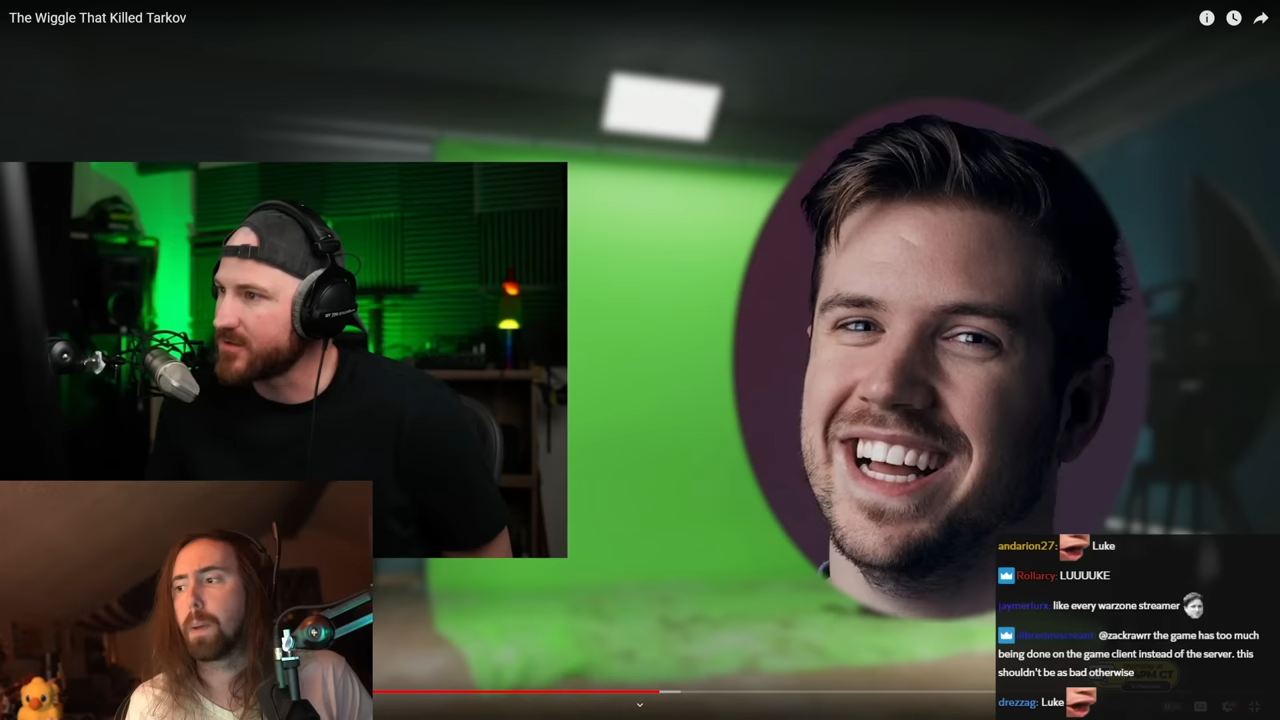 The Wiggle That Killed Tarkov
andarion27: Luke
Rollarcy: LUUUUKE
jaymerlurx: like every warzone streamer
@zackrawrr the game has too much
being done on the game client instead of the server. this
shouldn't be as bad otherwise
drezzag: Luke